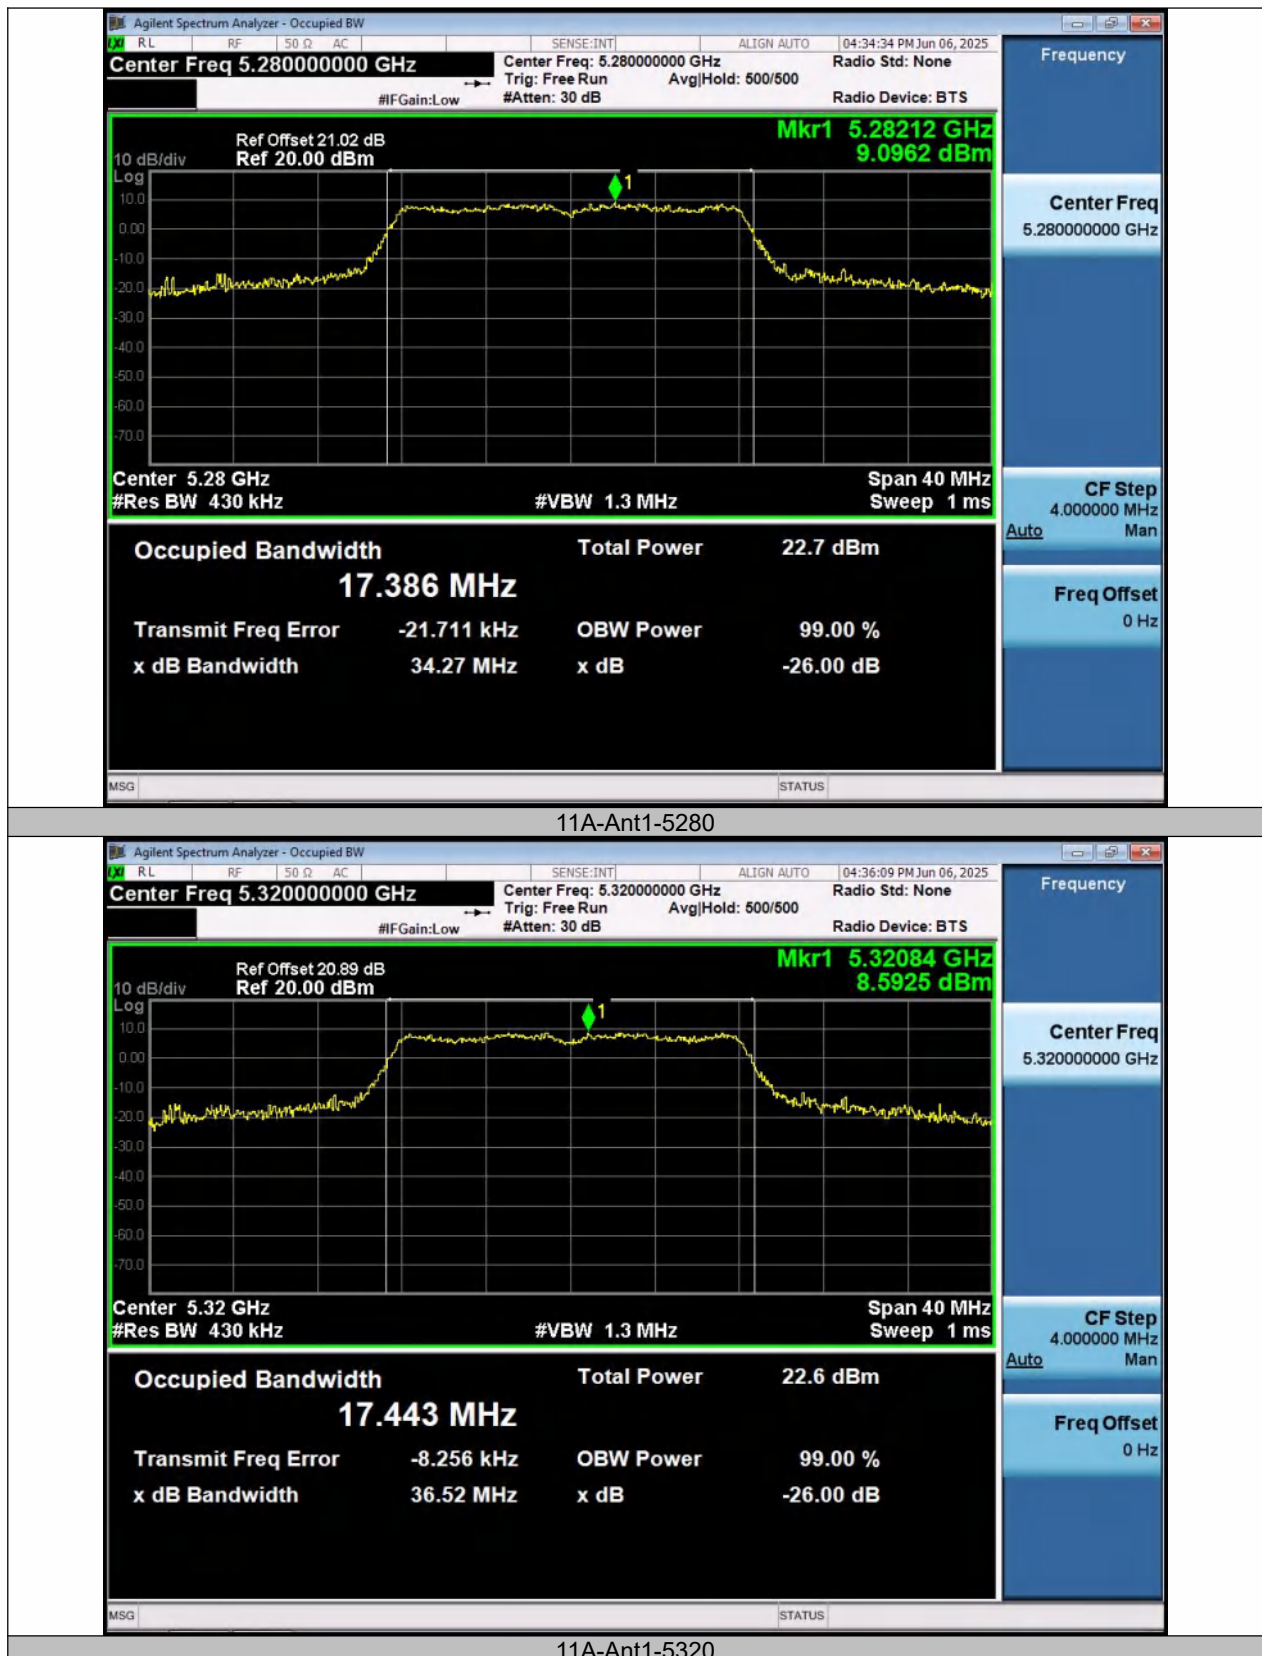 Agilent Spectrum Analyzer - Occupied BW
LXI RL RF 50 Ω AC SENSE:INT ALIGN AUTO 04:34:34 PM Jun 06, 2025
Center Freq 5.280000000 GHz
Center Freq: 5.280000000 GHz
Radio Std: None
Trig: Free Run Avg|Hold: 500/500
#IFGain:Low
#Atten: 30 dB
Radio Device: BTS
Mkr1 5.28212 GHz
9.0962 dBm
Ref Offset 21.02 dB
10 dB/div Ref 20.00 dBm
Log
1
10.0
0.00
-10.0
-20.0
-30.0
-40.0
-50.0
-60.0
-70.0
Center 5.28 GHz Span 40 MHz
#Res BW 430 kHz #VBW 1.3 MHz Sweep 1 ms
Occupied Bandwidth Total Power 22.7 dBm
17.386 MHz
Transmit Freq Error -21.711 kHz OBW Power 99.00 %
x dB Bandwidth 34.27 MHz x dB -26.00 dB
MSG STATUS
Frequency
Center Freq
5.280000000 GHz
CF Step
4.000000 MHz
Auto Man
Freq Offset
0 Hz
11A-Ant1-5280
Agilent Spectrum Analyzer - Occupied BW
LXI RL RF 50 Ω AC SENSE:INT ALIGN AUTO 04:36:09 PM Jun 06, 2025
Center Freq 5.320000000 GHz
Center Freq: 5.320000000 GHz
Radio Std: None
Trig: Free Run Avg|Hold: 500/500
#IFGain:Low
#Atten: 30 dB
Radio Device: BTS
Mkr1 5.32084 GHz
8.5925 dBm
Ref Offset 20.89 dB
10 dB/div Ref 20.00 dBm
Log
1
10.0
0.00
-10.0
-20.0
-30.0
-40.0
-50.0
-60.0
-70.0
Center 5.32 GHz Span 40 MHz
#Res BW 430 kHz #VBW 1.3 MHz Sweep 1 ms
Occupied Bandwidth Total Power 22.6 dBm
17.443 MHz
Transmit Freq Error -8.256 kHz OBW Power 99.00 %
x dB Bandwidth 36.52 MHz x dB -26.00 dB
MSG STATUS
Frequency
Center Freq
5.320000000 GHz
CF Step
4.000000 MHz
Auto Man
Freq Offset
0 Hz
11A-Ant1-5320